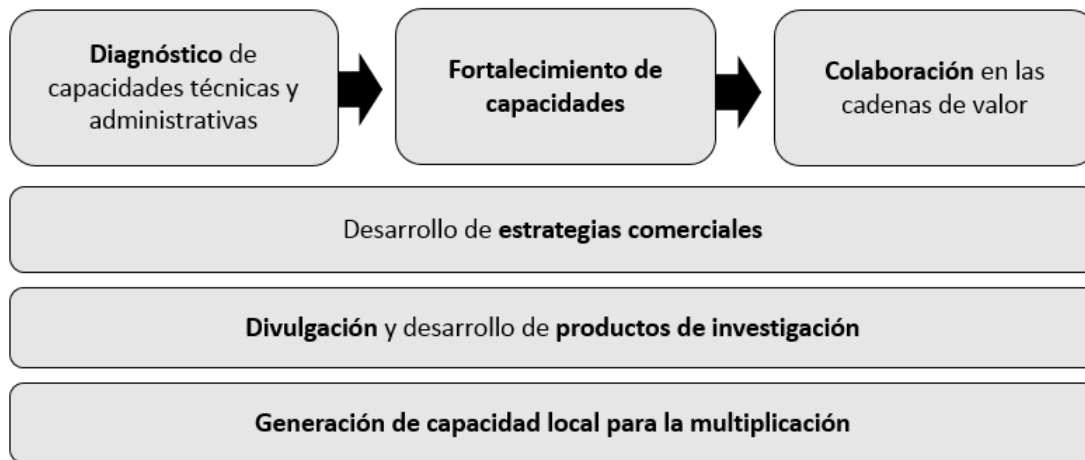 Diagnóstico de
capacidades técnicas y
administrativas
Fortalecimiento de
capacidades
Colaboración en las
cadenas de valor
Desarrollo de estrategias comerciales
Divulgación y desarrollo de productos de investigación
Generación de capacidad local para la multiplicación